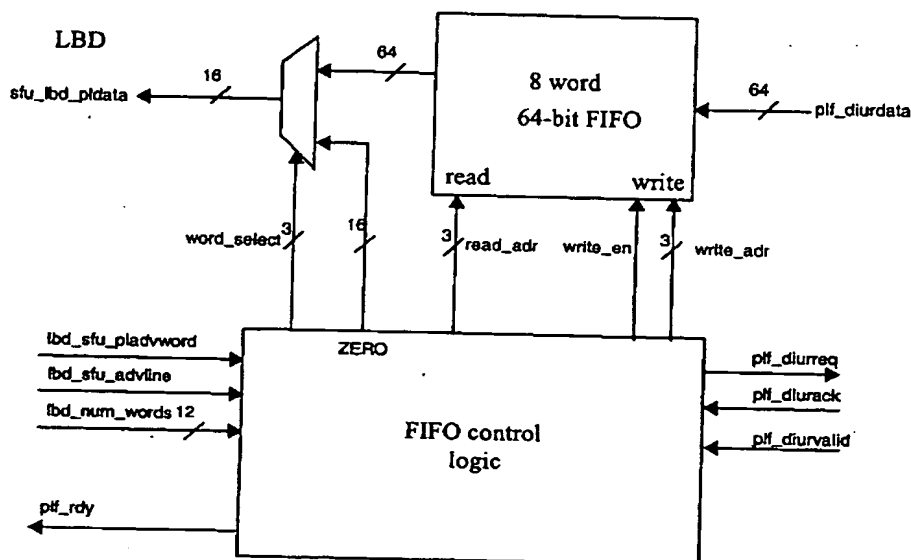 LBD
sfu_lbd_pldata
16
64
8 word
64-bit FIFO
64
plf_diurdata
read
write
word_select
3
16
3
read_adr
write_en
3
write_adr
lbd_sfu_pladvword
lbd_sfu_advline
lbd_num_words 12
plf_rdy
ZERO
FIFO control
logic
plf_diurreq
plf_diurack
plf_diurvalid